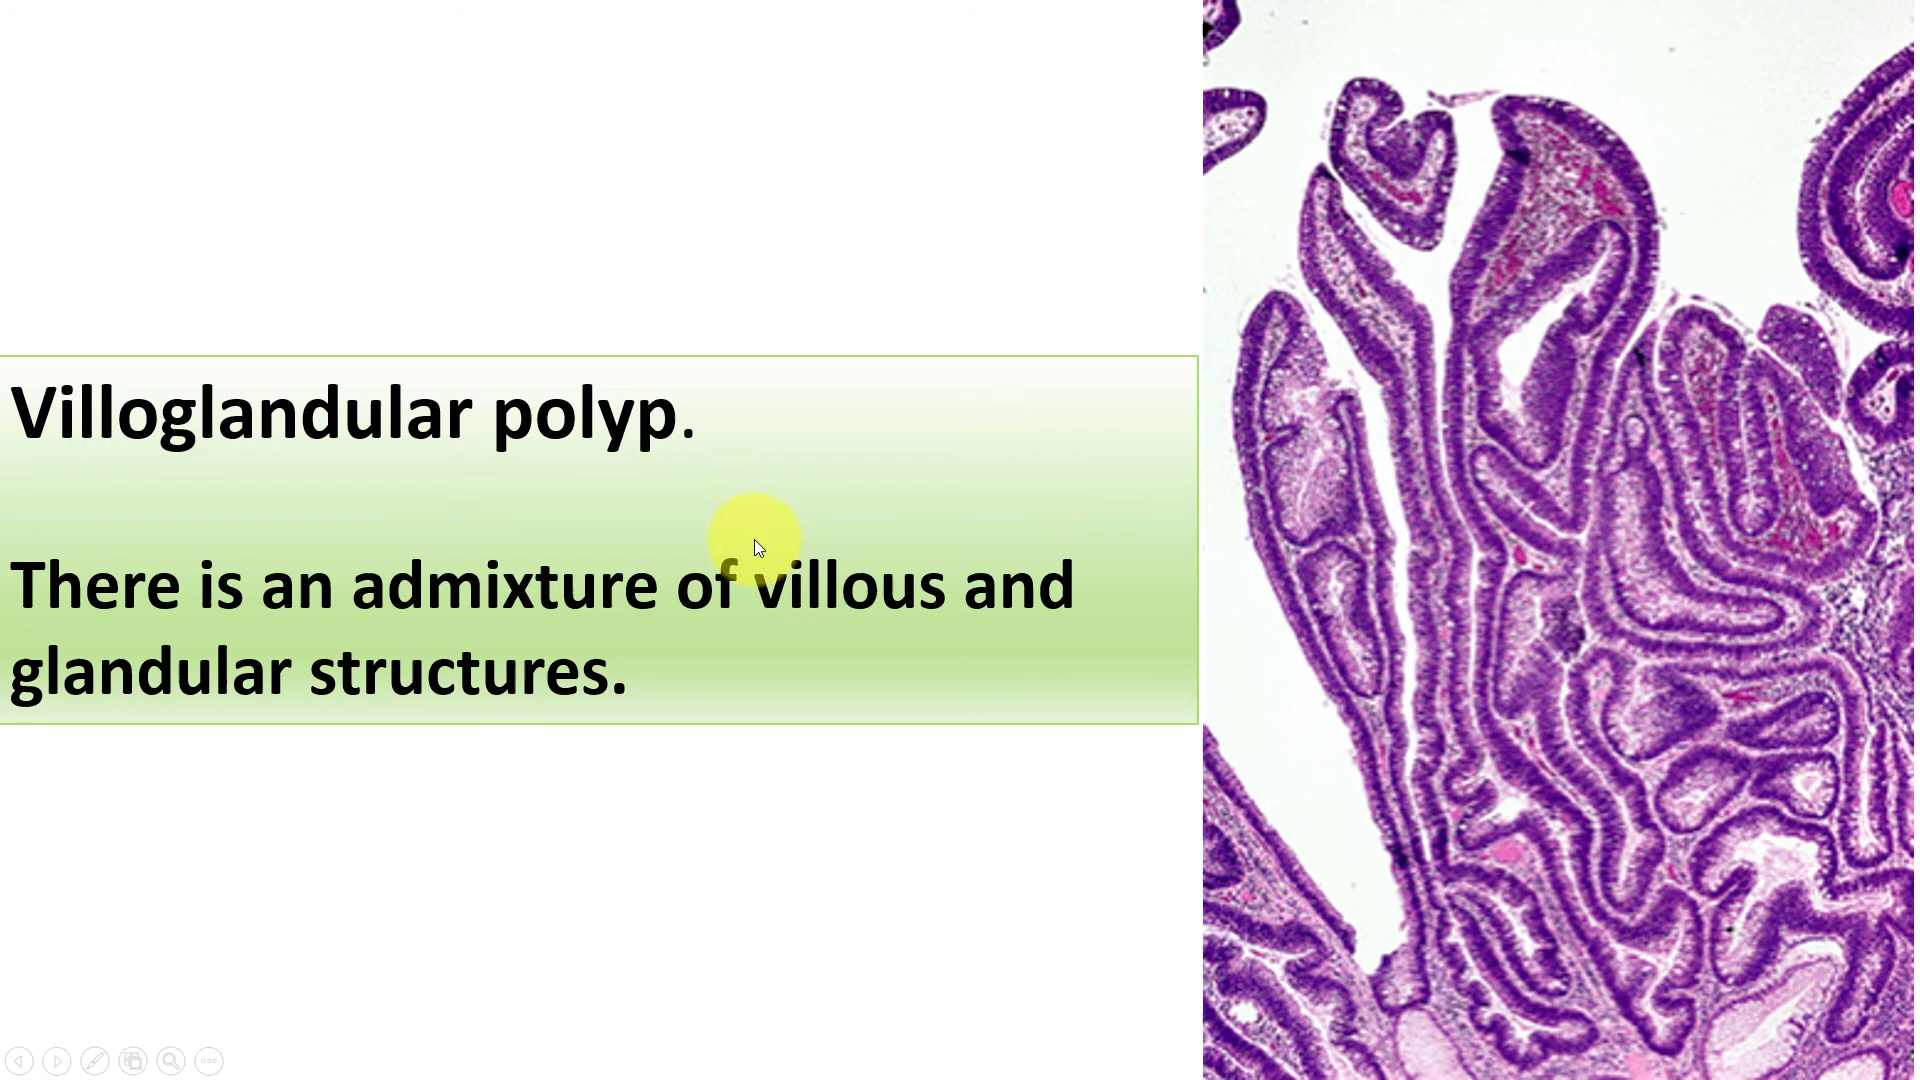 Villoglandular polyp.
There is an admixture of villous and
glandular structures.